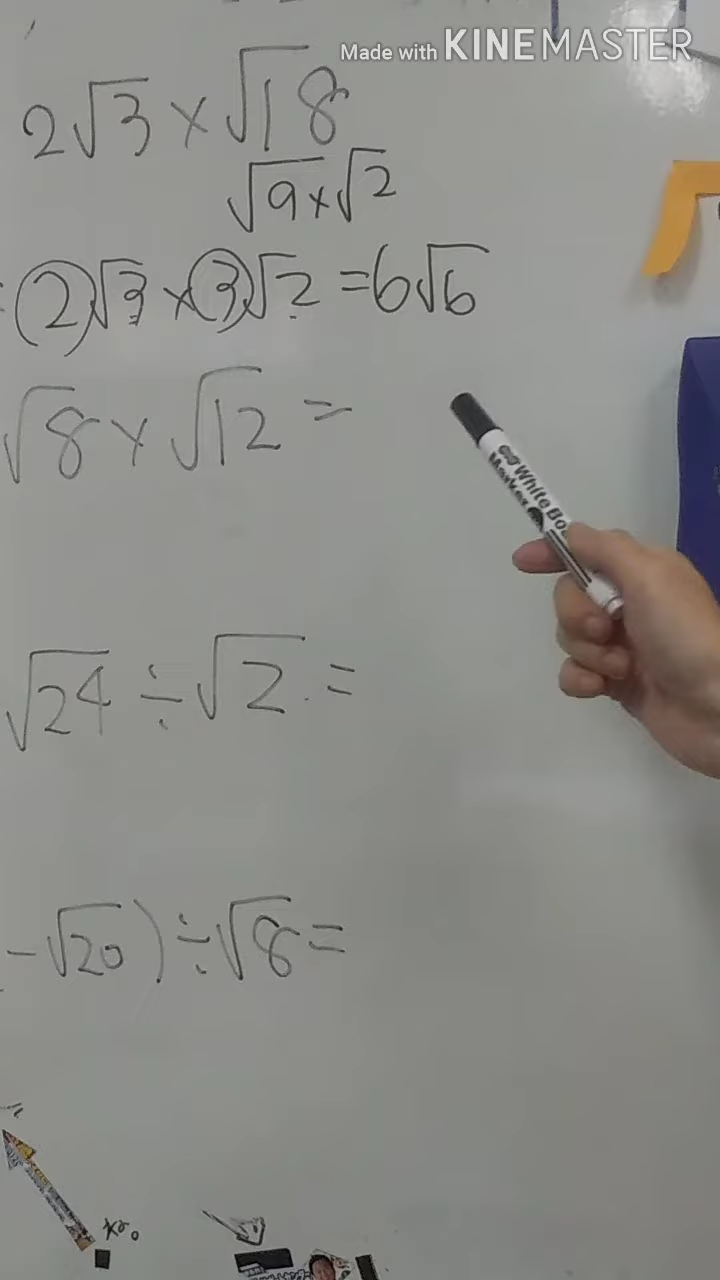 Made with KINEMASTER
2√3 × √18
√9 × √2
2√3 × 3√2 = 6√6
√8 × √12 =
White Bo
Marker
√24 ÷ √2 =
-√20) ÷ √8 =